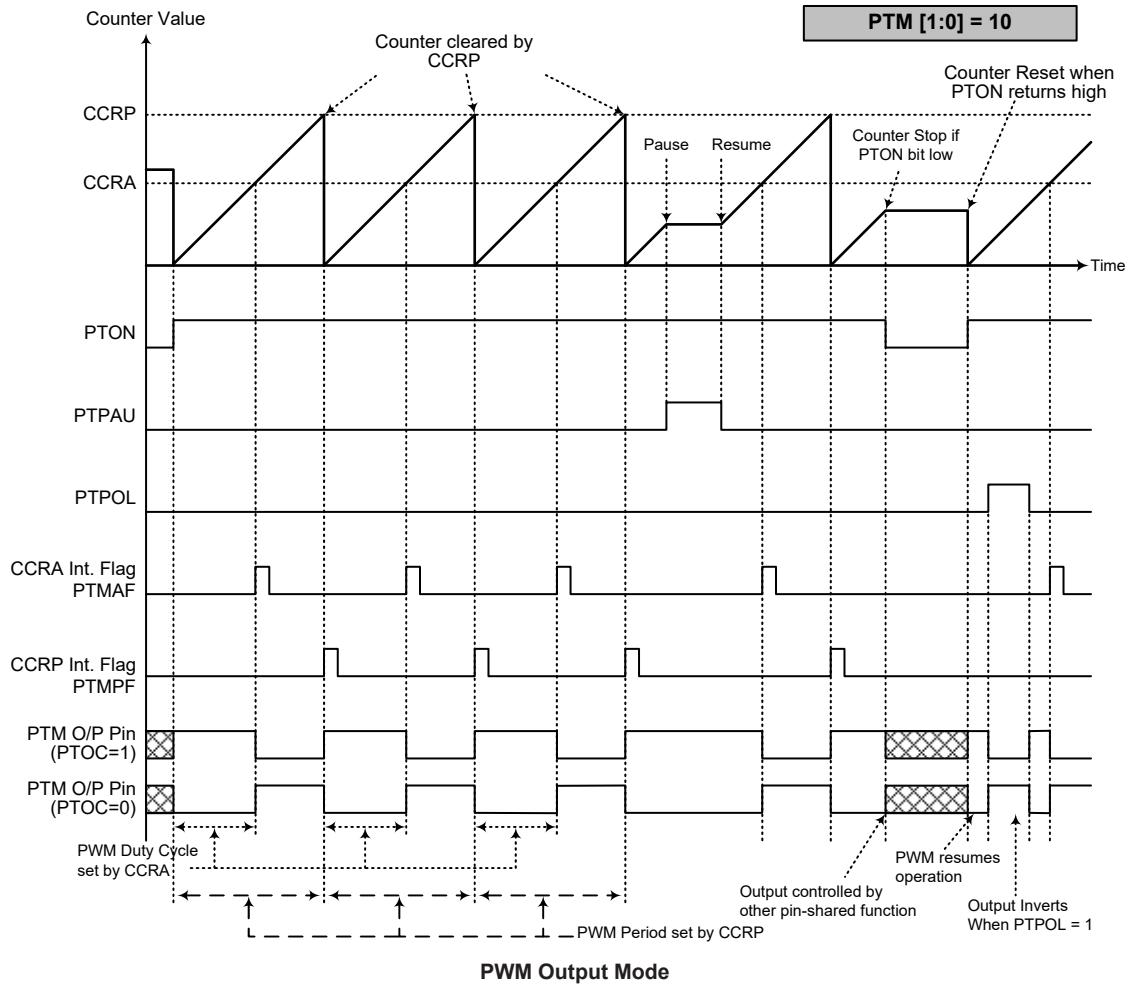 Counter Value
PTM [1:0] = 10
Counter cleared by
CCRP
Counter Reset when
PTON returns high
CCRP
Pause
Resume
Counter Stop if
PTON bit low
CCRA
Time
PTON
PTPAU
PTPOL
CCRA Int. Flag
PTMAF
CCRP Int. Flag
PTMPF
PTM O/P Pin
(PTOC=1)
PTM O/P Pin
(PTOC=0)
PWM Duty Cycle
set by CCRA
PWM resumes
operation
Output controlled by
other pin-shared function
Output Inverts
When PTPOL = 1
PWM Period set by CCRP
PWM Output Mode